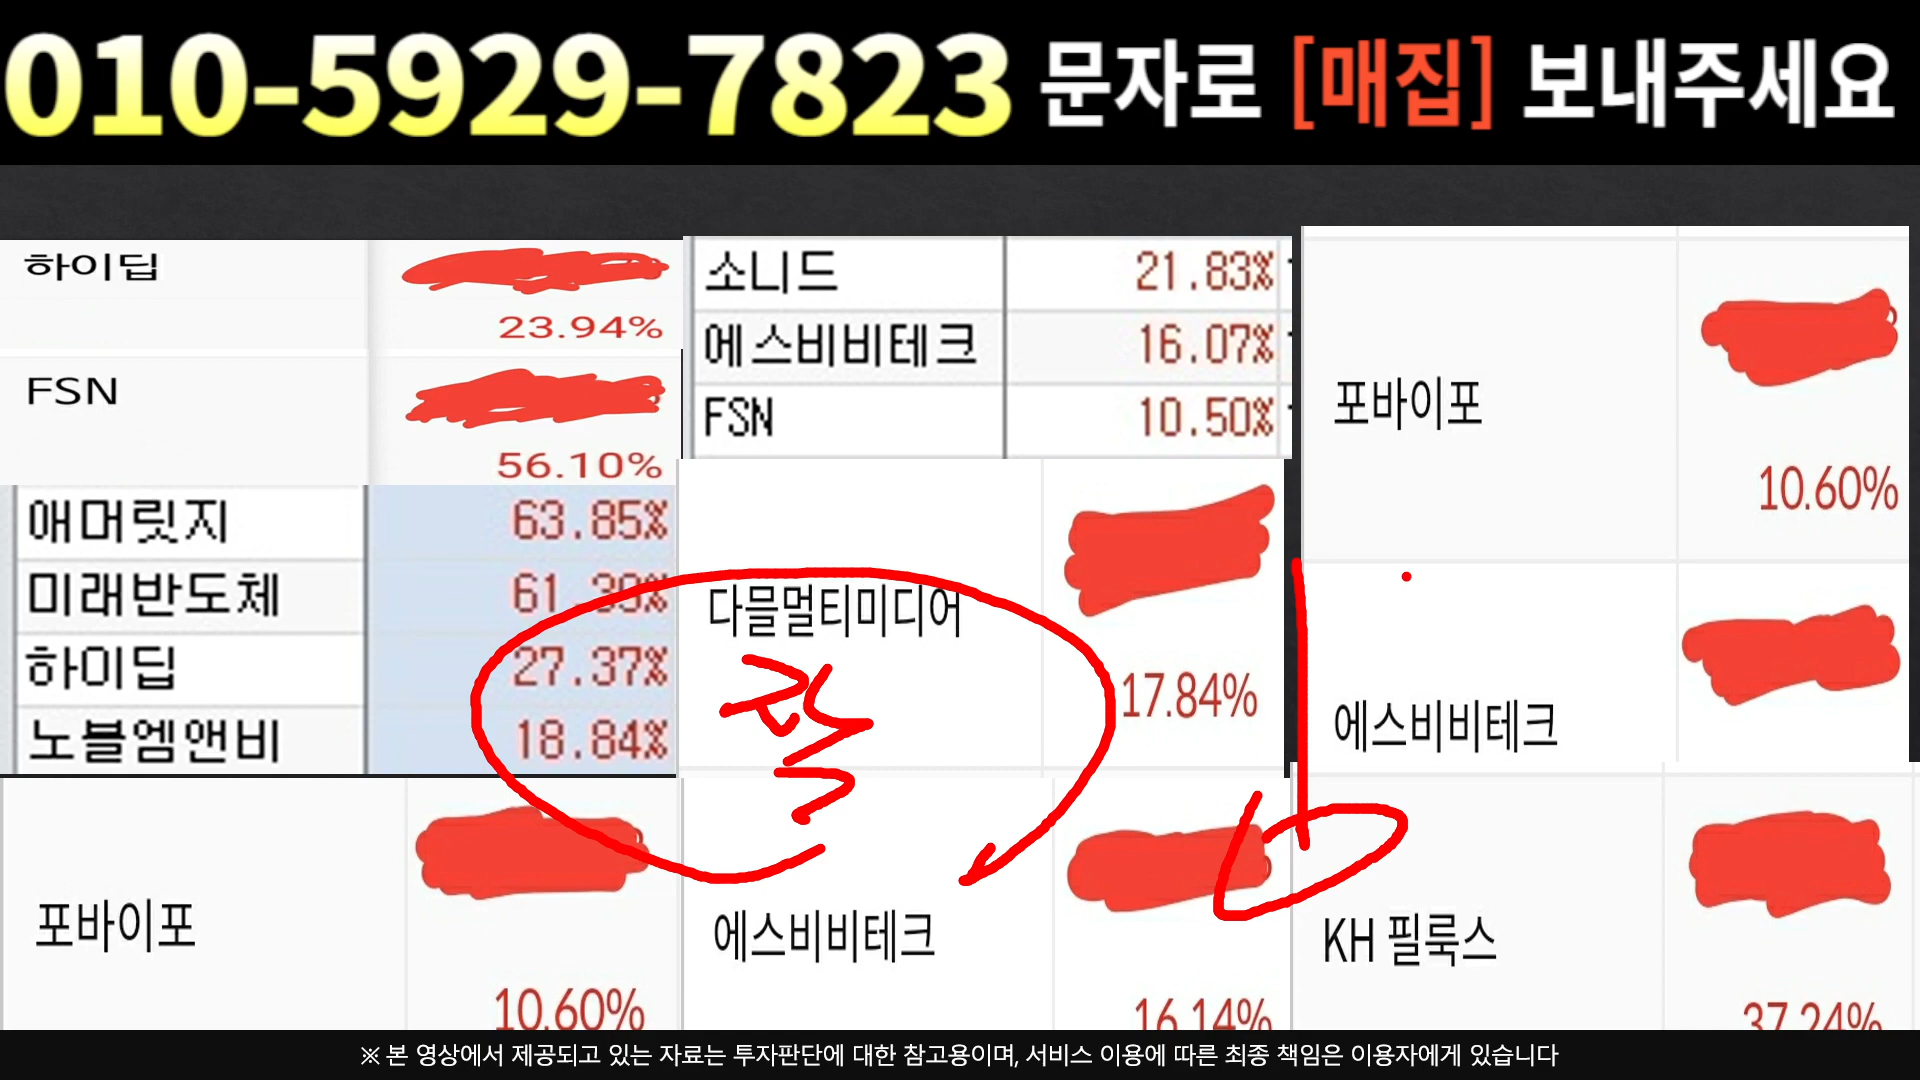 010-5929-7823 문자로 [매집] 보내주세요
하이딥
23.94%
FSN
56.10%
애머릿지 63.85%
미래반도체 61.39%
하이딥 27.37%
노블엠앤비 18.84%
소니드 21.83%
에스비비테크 16.07%
FSN 10.50%
다믈멀티미디어
17.84%
포바이포
10.60%
에스비비테크
포바이포
10.60%
에스비비테크
16.14%
KH 필룩스
37.24%
※ 본 영상에서 제공되고 있는 자료는 투자판단에 대한 참고용이며, 서비스 이용에 따른 최종 책임은 이용자에게 있습니다